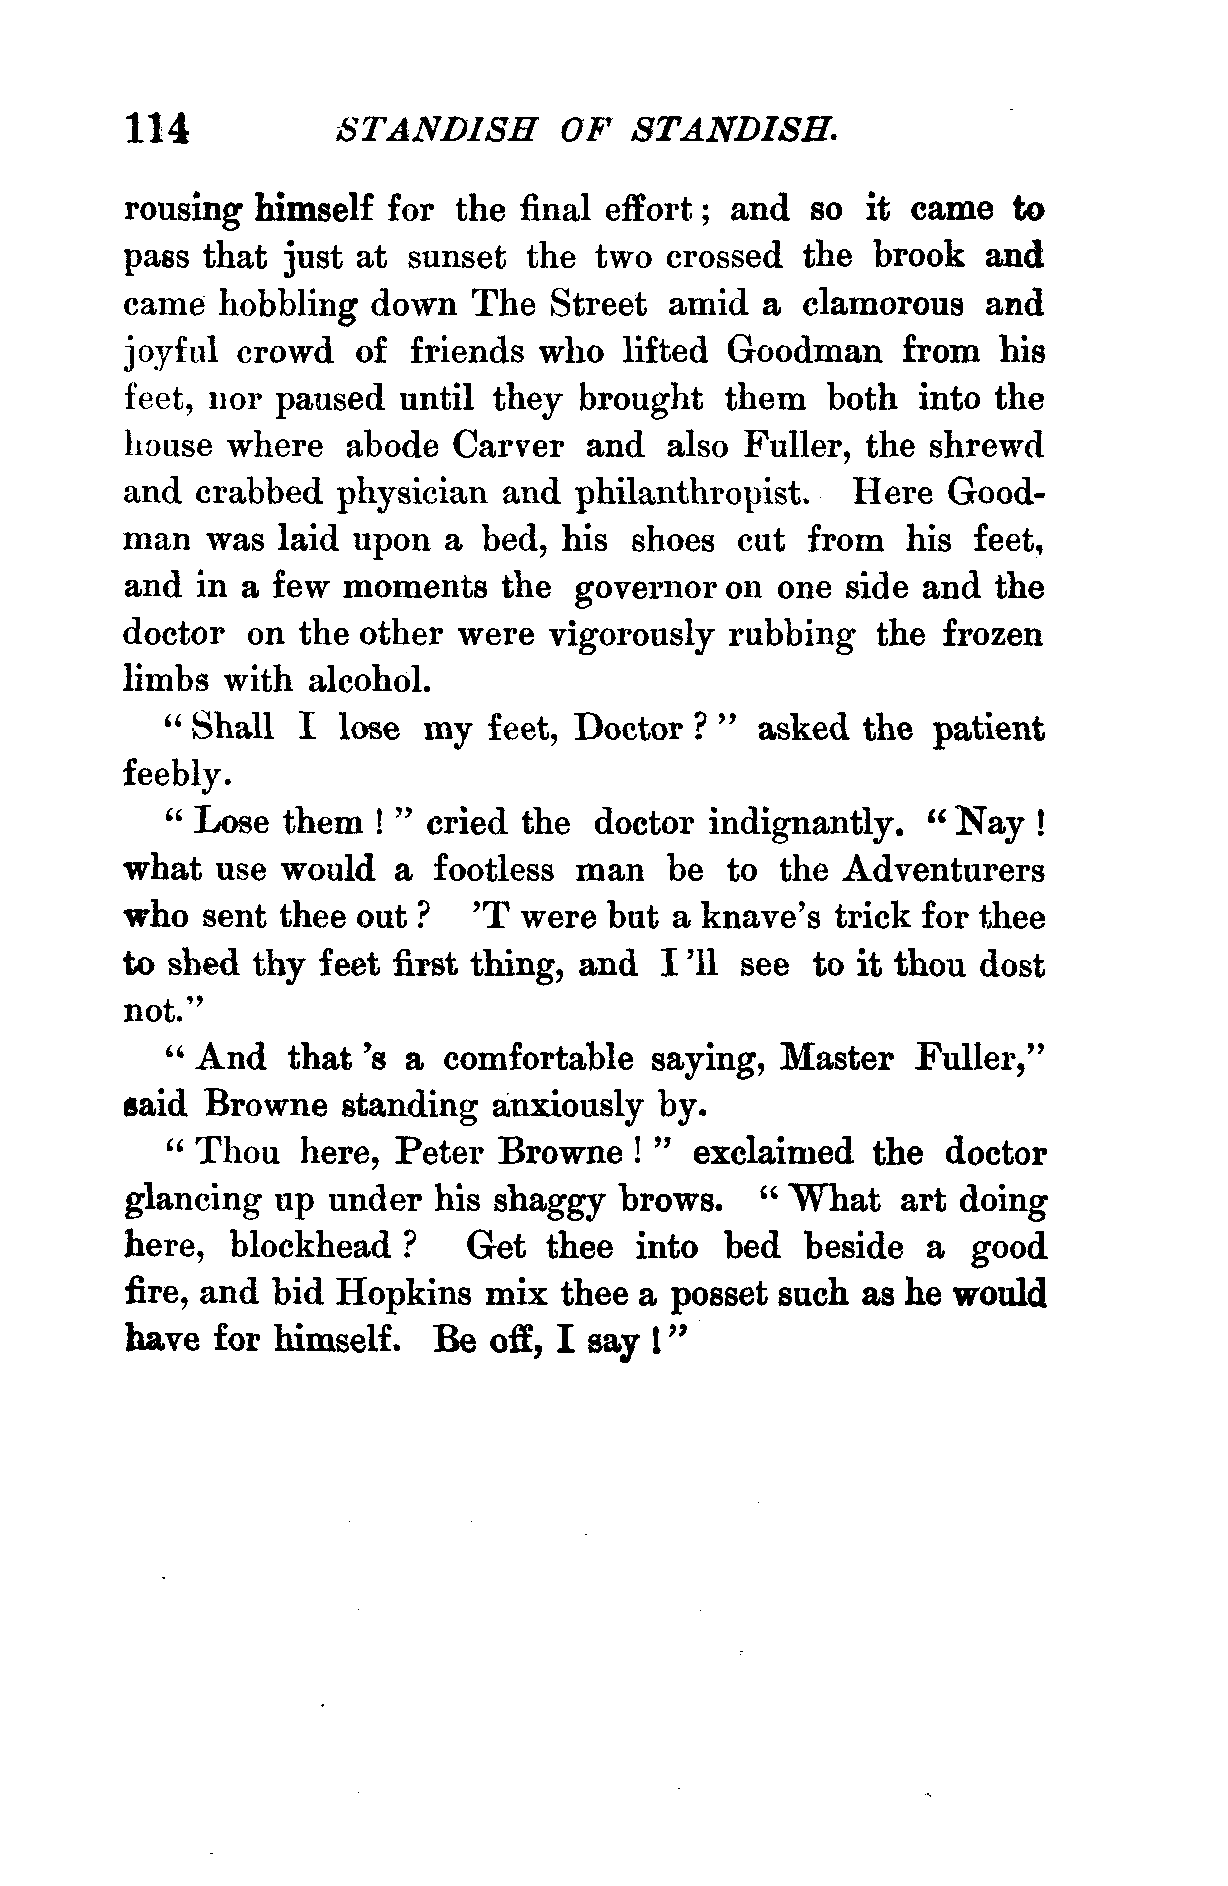 114 STANDISH OF STANDISH.
rousing himself for the final effort; and so it came to
pass that just at sunset the two crossed the brook and
came hobbling down The Street amid a clamorous and
joyful crowd of friends who lifted Goodman from his
feet, nor paused until they brought them both into the
house where abode Carver and also Fuller, the shrewd
and crabbed physician and philanthropist. Here Good-
man was laid upon a bed, his shoes cut from his feet,
and in a few moments the governor on one side and the
doctor on the other were vigorously rubbing the frozen
limbs with alcohol.
“Shall I lose my feet, Doctor?” asked the patient
feebly.
“Lose them!” cried the doctor indignantly. “Nay!
what use would a footless man be to the Adventurers
who sent thee out? ’T were but a knave’s trick for thee
to shed thy feet first thing, and I ’ll see to it thou dost
not.”
“And that ’s a comfortable saying, Master Fuller,”
said Browne standing anxiously by.
“Thou here, Peter Browne!” exclaimed the doctor
glancing up under his shaggy brows. “What art doing
here, blockhead? Get thee into bed beside a good
fire, and bid Hopkins mix thee a posset such as he would
have for himself. Be off, I say!”